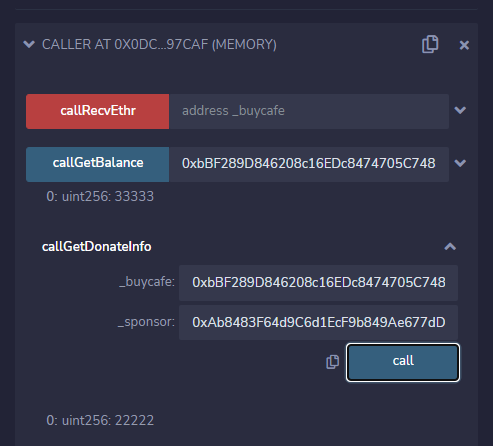 CALLER AT 0X0DC...97CAF (MEMORY)
callRecvEthr address _buycafe
callGetBalance 0xbBF289D846208c16EDc8474705C748
0: uint256: 33333
callGetDonateInfo
_buycafe: 0xbBF289D846208c16EDc8474705C748
_sponsor: 0xAb8483F64d9C6d1EcF9b849Ae677dD
call
0: uint256: 22222